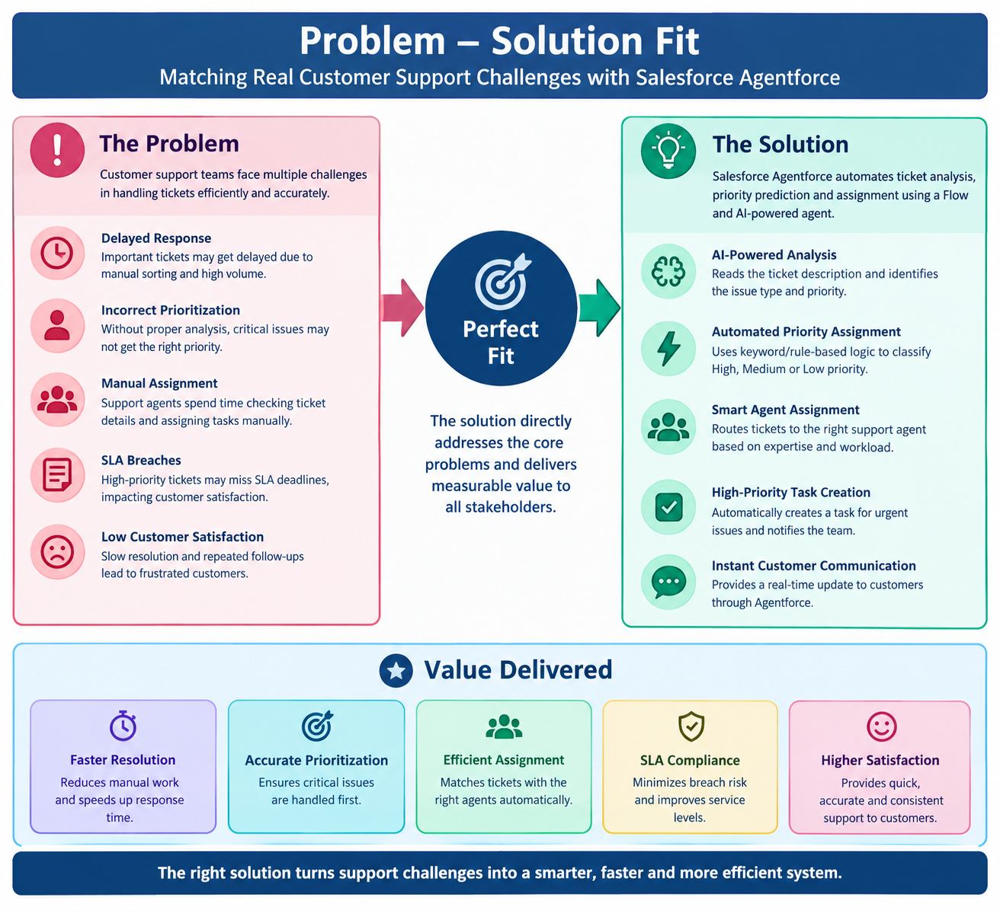 Problem – Solution Fit
Matching Real Customer Support Challenges with Salesforce Agentforce
The Problem
Customer support teams face multiple challenges
in handling tickets efficiently and accurately.
Delayed Response
Important tickets may get delayed due to
manual sorting and high volume.
Incorrect Prioritization
Without proper analysis, critical issues may
not get the right priority.
Manual Assignment
Support agents spend time checking ticket
details and assigning tasks manually.
SLA Breaches
High-priority tickets may miss SLA deadlines,
impacting customer satisfaction.
Low Customer Satisfaction
Slow resolution and repeated follow-ups
lead to frustrated customers.
Perfect
Fit
The solution directly
addresses the core
problems and delivers
measurable value to
all stakeholders.
The Solution
Salesforce Agentforce automates ticket analysis,
priority prediction and assignment using a Flow
and AI-powered agent.
AI-Powered Analysis
Reads the ticket description and identifies
the issue type and priority.
Automated Priority Assignment
Uses keyword/rule-based logic to classify
High, Medium or Low priority.
Smart Agent Assignment
Routes tickets to the right support agent
based on expertise and workload.
High-Priority Task Creation
Automatically creates a task for urgent
issues and notifies the team.
Instant Customer Communication
Provides a real-time update to customers
through Agentforce.
Value Delivered
Faster Resolution
Reduces manual work
and speeds up response
time.
Accurate Prioritization
Ensures critical issues
are handled first.
Efficient Assignment
Matches tickets with the
right agents automatically.
SLA Compliance
Minimizes breach risk
and improves service
levels.
Higher Satisfaction
Provides quick,
accurate and consistent
support to customers.
The right solution turns support challenges into a smarter, faster and more efficient system.